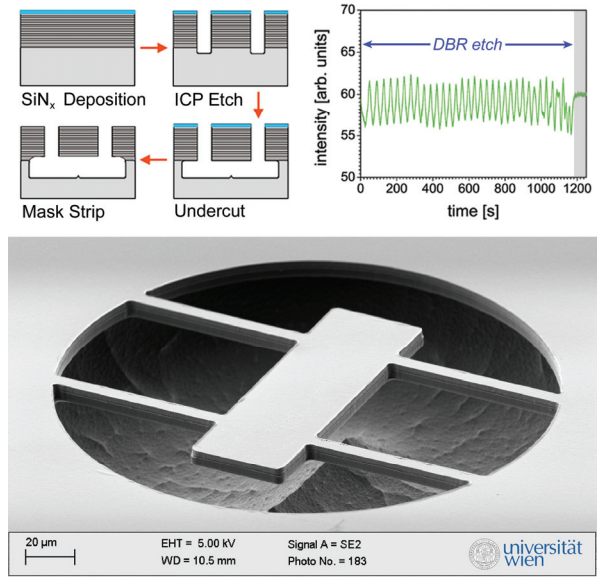 SiNx Deposition
ICP Etch
Mask Strip
Undercut
intensity [arb. units]
70
65
60
55
50
DBR etch
0 200 400 600 800 1000 1200
time [s]
20 µm
EHT = 5.00 kV
WD = 10.5 mm
Signal A = SE2
Photo No. = 183
universität
wien